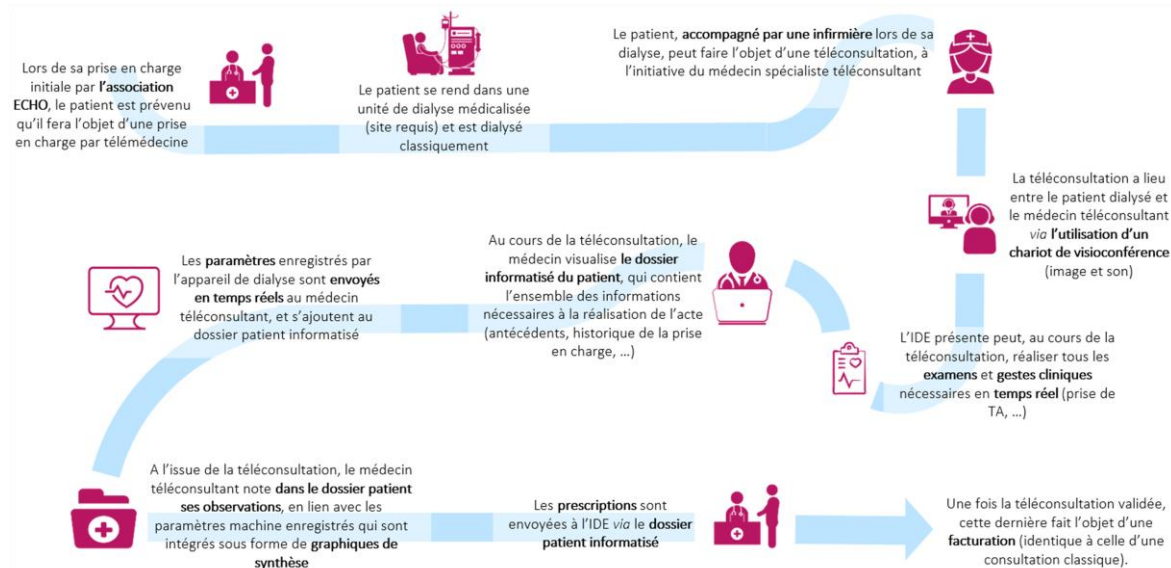 Lors de sa prise en charge
initiale par l'association
ECHO, le patient est prévenu
qu'il fera l'objet d'une prise
en charge par télémédecine
Le patient se rend dans une
unité de dialyse médicalisée
(site requis) et est dialysé
classiquement
Le patient, accompagné par une infirmière lors de sa
dialyse, peut faire l'objet d'une téléconsultation, à
l'initiative du médecin spécialiste téléconsultant
La téléconsultation a lieu
entre le patient dialysé et
le médecin téléconsultant
via l'utilisation d'un
chariot de visioconférence
(image et son)
L'IDE présente peut, au cours de la
téléconsultation, réaliser tous les
examens et gestes cliniques
nécessaires en temps réel (prise de
TA, ...)
Au cours de la téléconsultation, le
médecin visualise le dossier
informatisé du patient, qui contient
l'ensemble des informations
nécessaires à la réalisation de l'acte
(antécédents, historique de la prise
en charge, ...)
Les paramètres enregistrés par
l'appareil de dialyse sont envoyés
en temps réels au médecin
téléconsultant, et s'ajoutent au
dossier patient informatisé
A l'issue de la téléconsultation, le médecin
téléconsultant note dans le dossier patient
ses observations, en lien avec les
paramètres machine enregistrés qui sont
intégrés sous forme de graphiques de
synthèse
Les prescriptions sont
envoyées à l'IDE via le dossier
patient informatisé
Une fois la téléconsultation validée,
cette dernière fait l'objet d'une
facturation (identique à celle d'une
consultation classique).